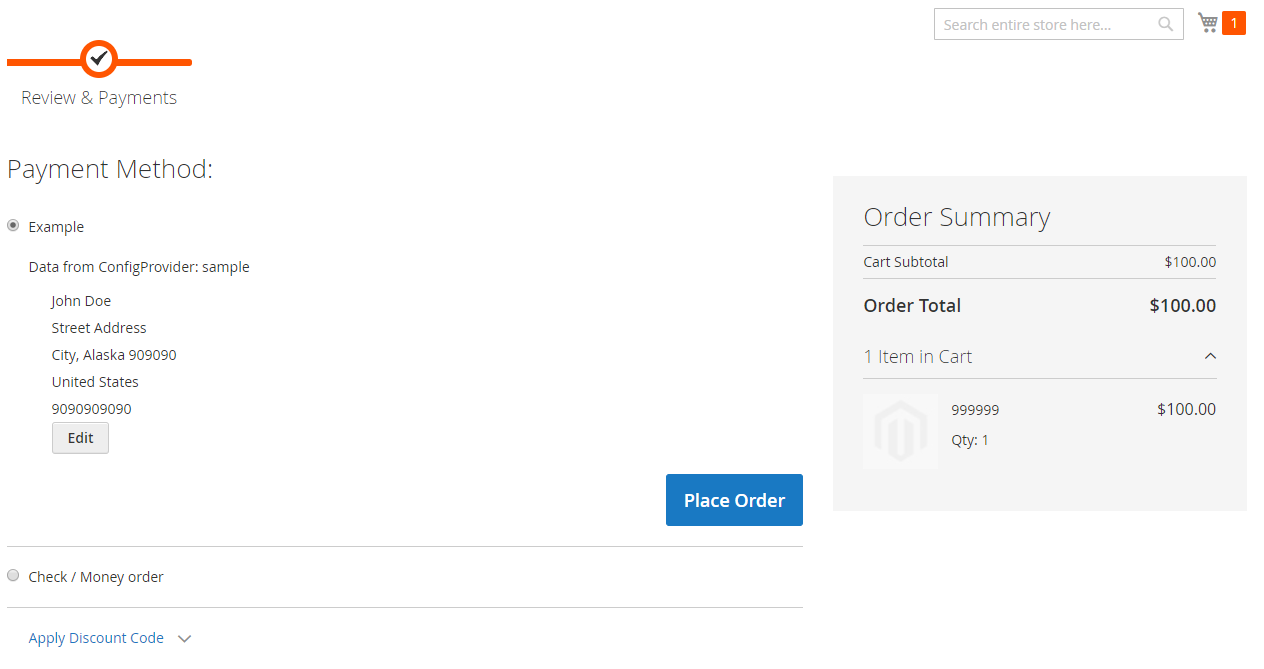 Search entire store here...
1
Review & Payments
Payment Method:
Example
Data from ConfigProvider: sample
John Doe
Street Address
City, Alaska 909090
United States
9090909090
Edit
Place Order
Check / Money order
Apply Discount Code
Order Summary
Cart Subtotal $100.00
Order Total $100.00
1 Item in Cart
999999 $100.00
Qty: 1